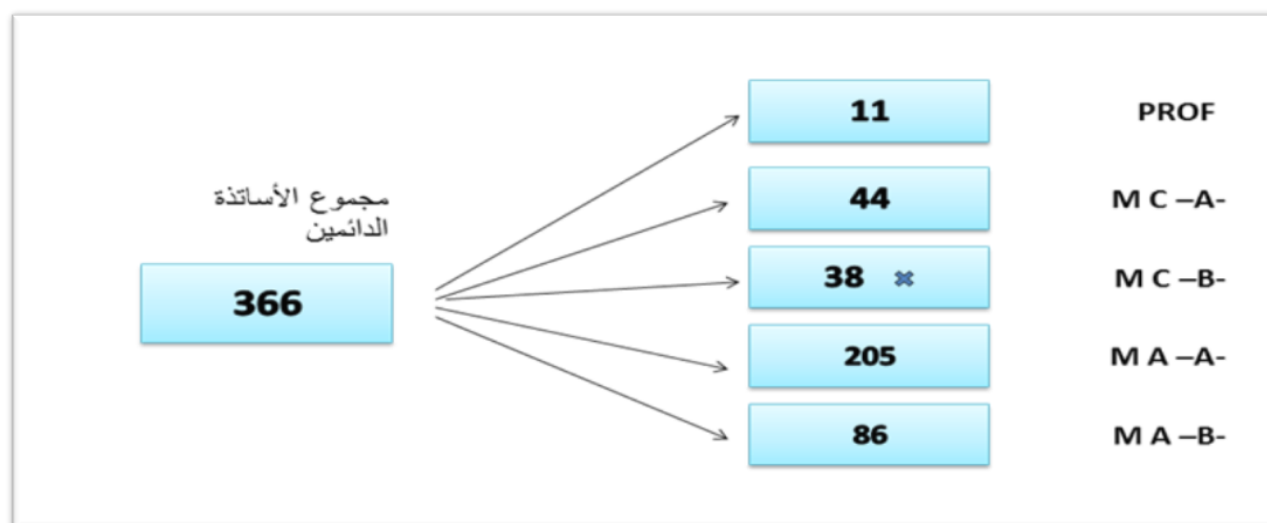 11 PROF
44 M C –A-
مجموع الأساتذة
الدائمين
38 M C –B-
366
205 M A –A-
86 M A –B-